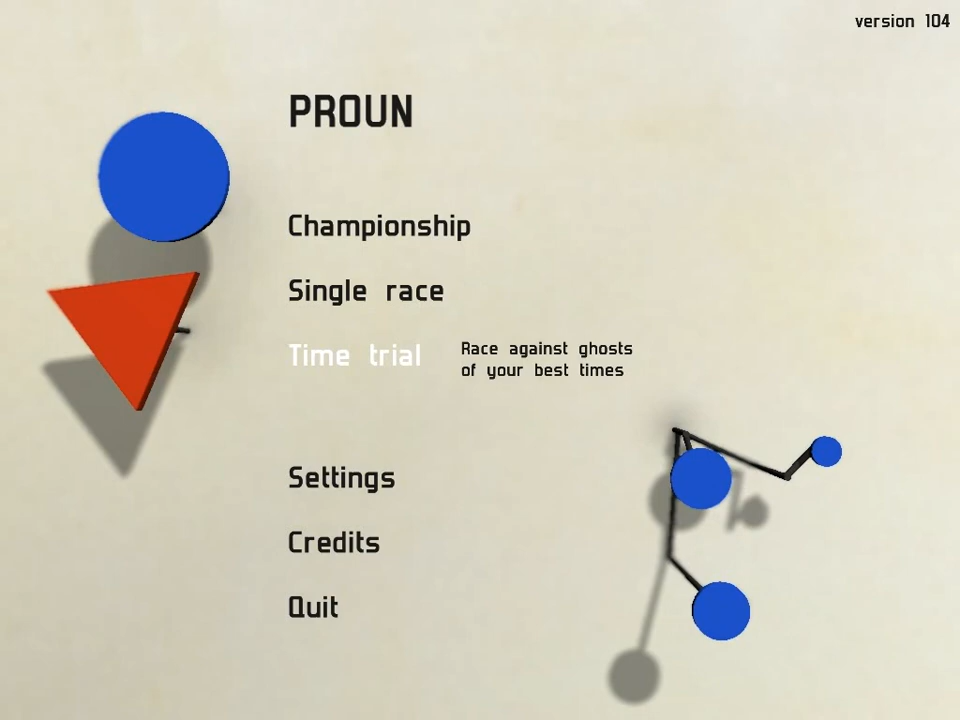 version 104
PROUN
Championship
Single race
Time trial
Race against ghosts
of your best times
Settings
Credits
Quit